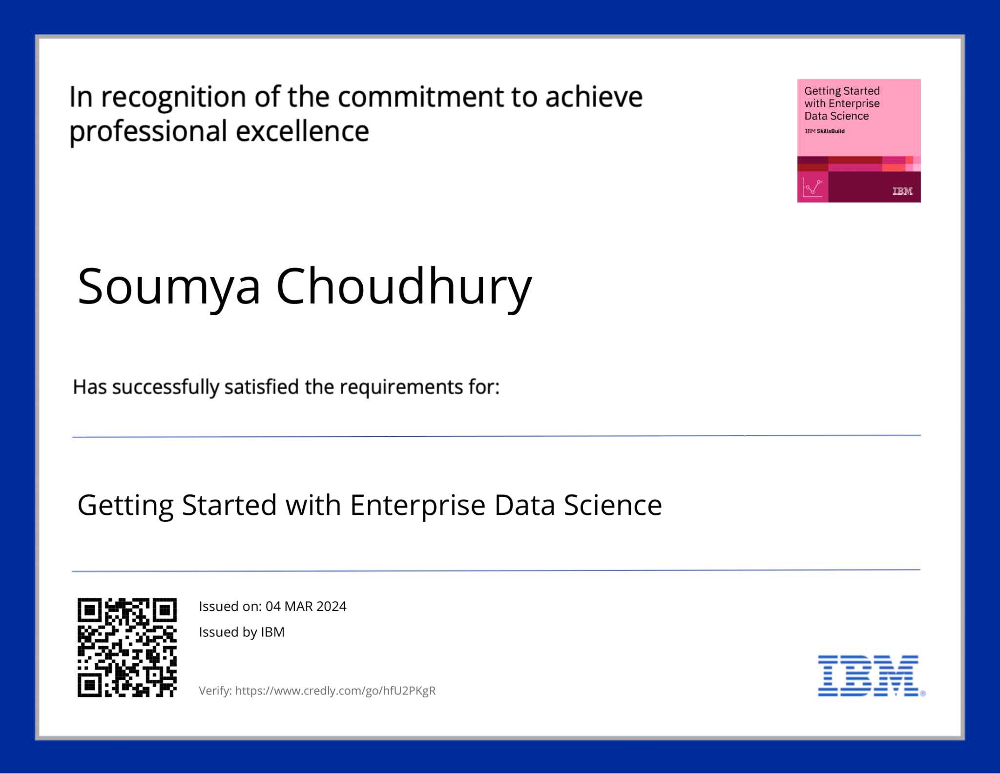 In recognition of the commitment to achieve
professional excellence
Getting Started
with Enterprise
Data Science
IBM SkillsBuild
IBM
Soumya Choudhury
Has successfully satisfied the requirements for:
Getting Started with Enterprise Data Science
Issued on: 04 MAR 2024
Issued by IBM
Verify: https://www.credly.com/go/hfU2PKgR
IBM®